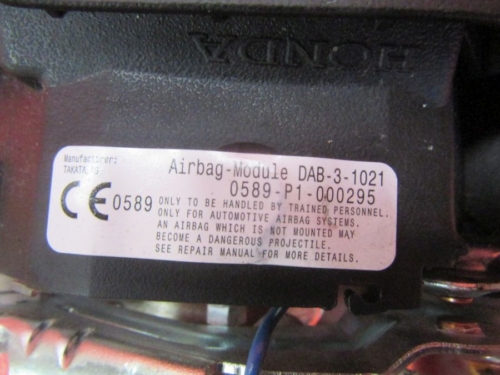 HONDA
Manufacturer:
TAKATA AG
Airbag-Module DAB-3-1021
0589-P1-000295
CE 0589
ONLY TO BE HANDLED BY TRAINED PERSONNEL.
ONLY FOR AUTOMOTIVE AIRBAG SYSTEMS.
AN AIRBAG WHICH IS NOT MOUNTED MAY
BECOME A DANGEROUS PROJECTILE.
SEE REPAIR MANUAL FOR MORE DETAILS.